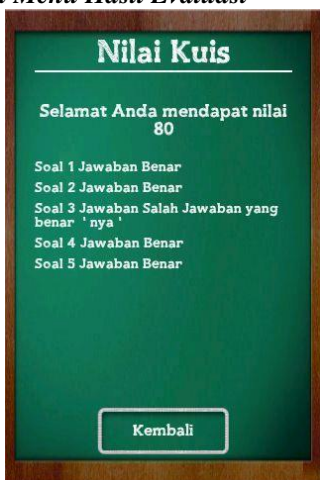 Menu Hasil Evaluasi
Nilai Kuis
Selamat Anda mendapat nilai
80
Soal 1 Jawaban Benar
Soal 2 Jawaban Benar
Soal 3 Jawaban Salah Jawaban yang
benar ' nya '
Soal 4 Jawaban Benar
Soal 5 Jawaban Benar
Kembali